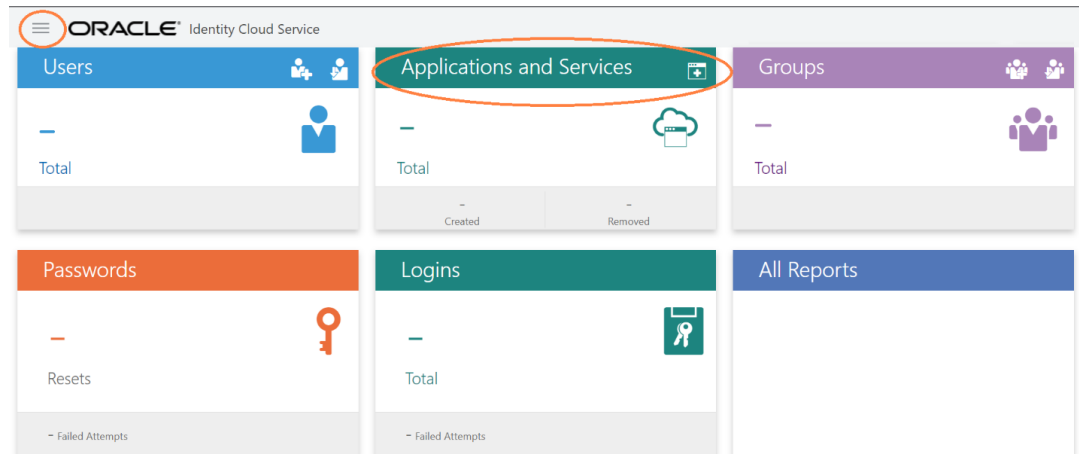 ORACLE® Identity Cloud Service
Users
Applications and Services
Groups
–
–
–
Total
Total
Total
–
–
Created
Removed
Passwords
Logins
All Reports
–
–
Resets
Total
– Failed Attempts
– Failed Attempts